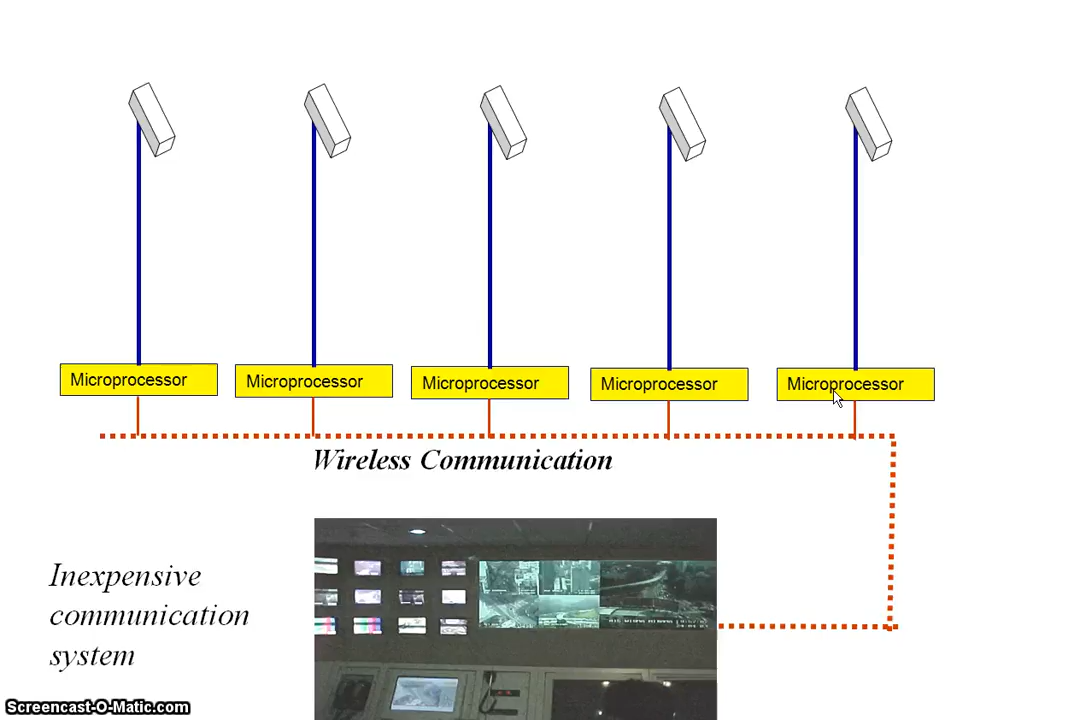 Microprocessor
Microprocessor
Microprocessor
Microprocessor
Microprocessor
Wireless Communication
Inexpensive
communication
system
Screencast-O-Matic.com